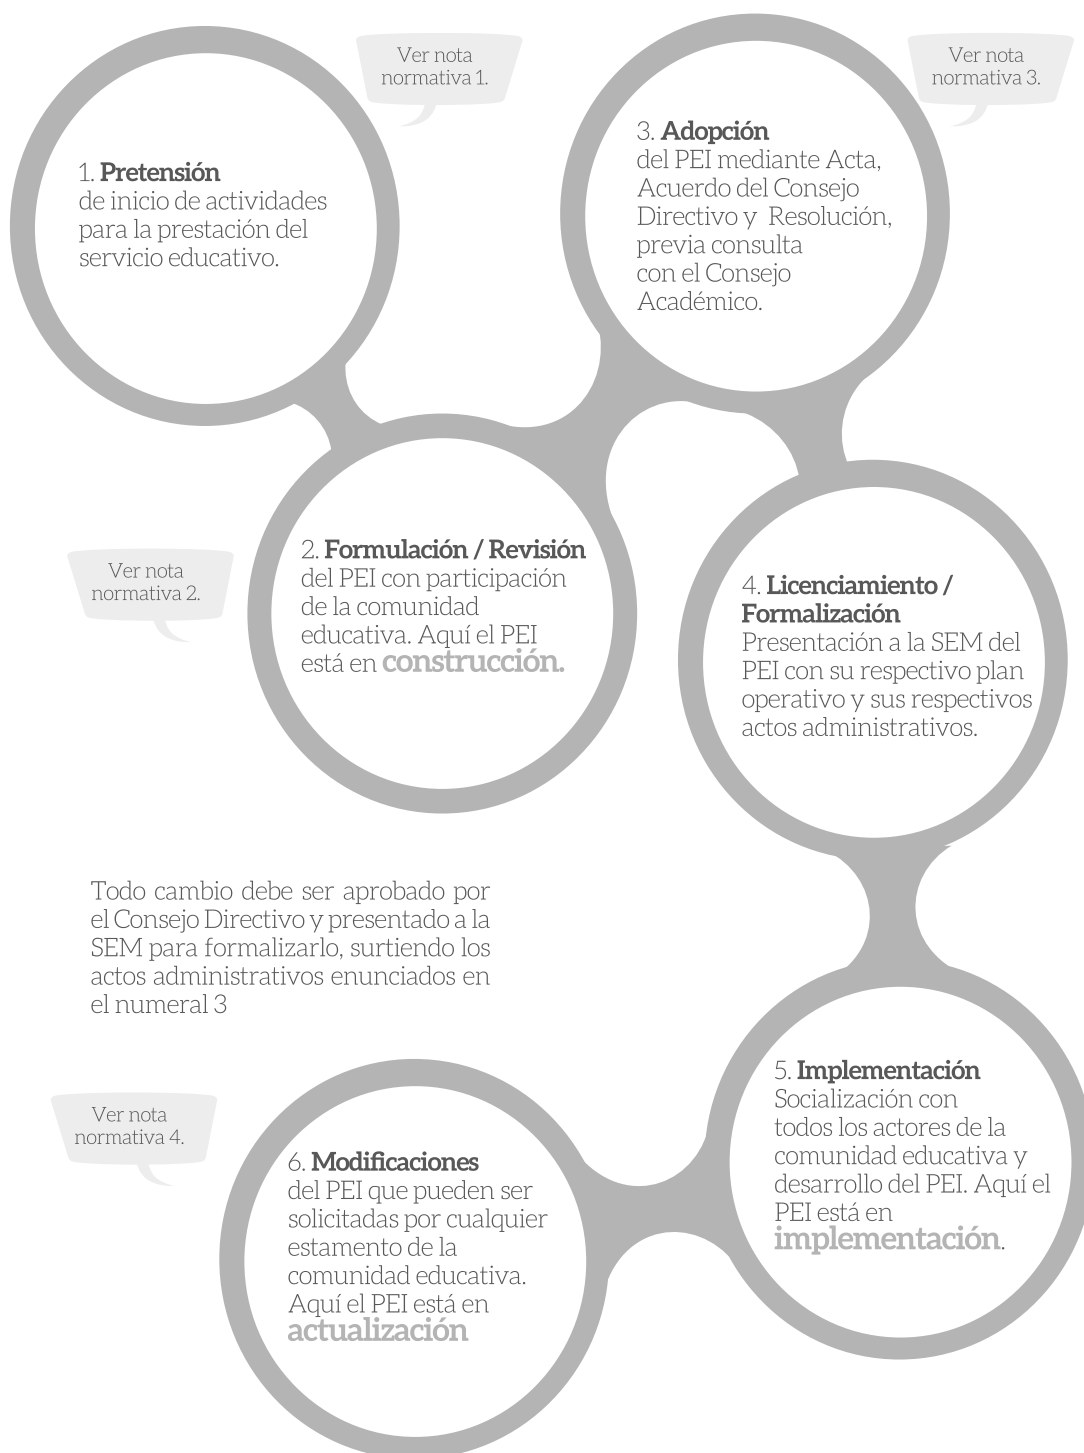 Ver nota
normativa 1.
1. Pretensión
de inicio de actividades
para la prestación del
servicio educativo.
Ver nota
normativa 3.
3. Adopción
del PEI mediante Acta,
Acuerdo del Consejo
Directivo y Resolución,
previa consulta
con el Consejo
Académico.
Ver nota
normativa 2.
2. Formulación / Revisión
del PEI con participación
de la comunidad
educativa. Aquí el PEI
está en construcción.
4. Licenciamiento /
Formalización
Presentación a la SEM del
PEI con su respectivo plan
operativo y sus respectivos
actos administrativos.
Todo cambio debe ser aprobado por
el Consejo Directivo y presentado a la
SEM para formalizarlo, surtiendo los
actos administrativos enunciados en
el numeral 3
5. Implementación
Socialización con
todos los actores de la
comunidad educativa y
desarrollo del PEI. Aquí el
PEI está en
implementación.
Ver nota
normativa 4.
6. Modificaciones
del PEI que pueden ser
solicitadas por cualquier
estamento de la
comunidad educativa.
Aquí el PEI está en
actualización